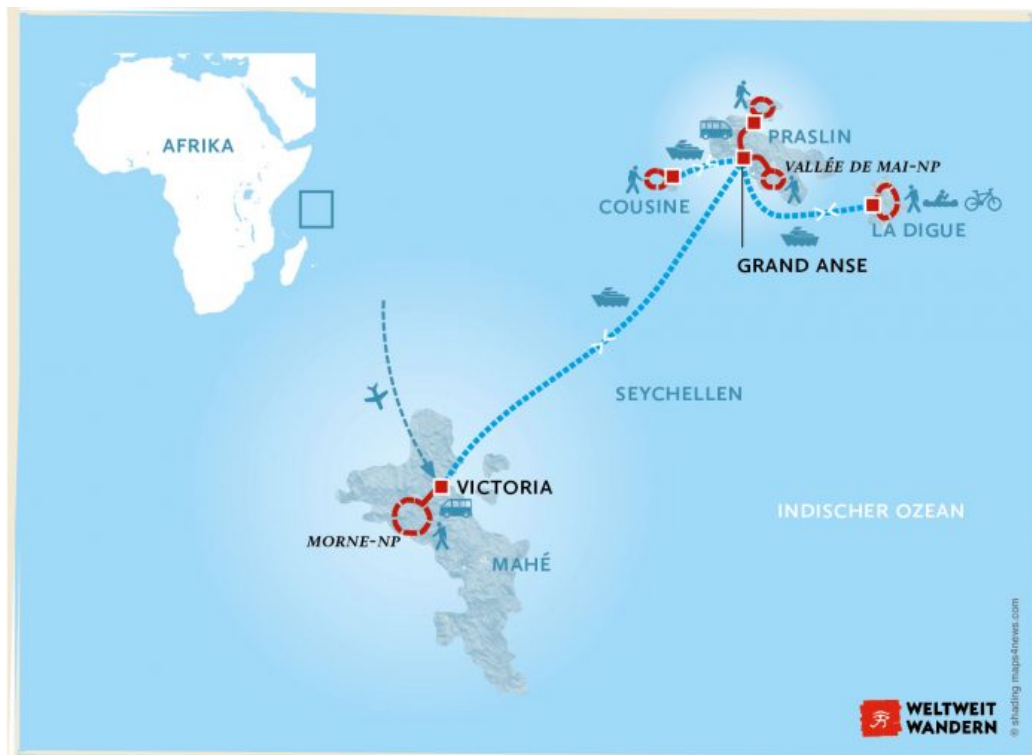 AFRIKA
PRASLIN
VALLÉE DE MAI-NP
COUSINE
LA DIGUE
GRAND ANSE
SEYCHELLEN
VICTORIA
INDISCHER OZEAN
MORNE-NP
MAHÉ
WELTWEIT
WANDERN
© shading maps4news.com